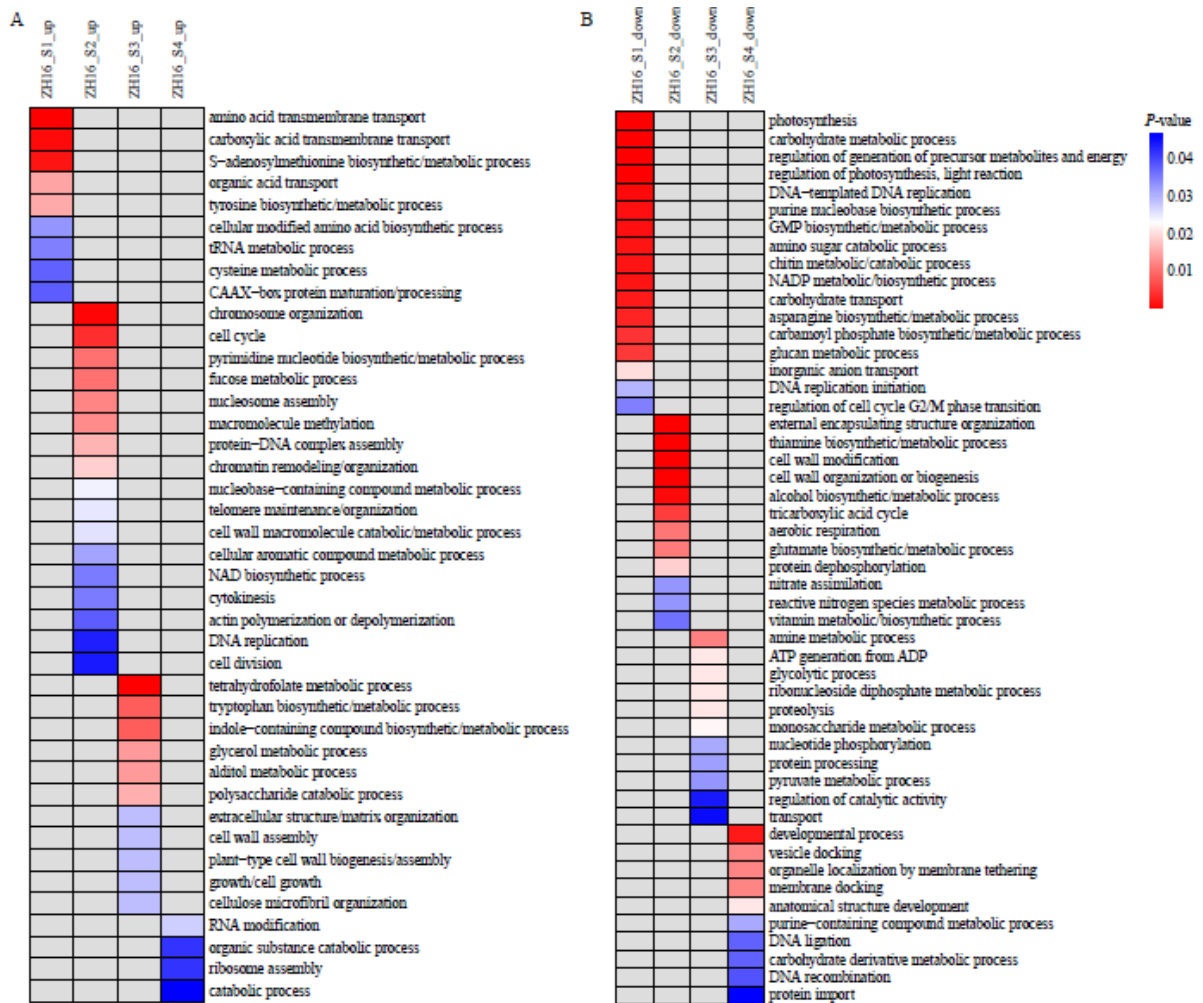 A
ZH16_S1_up
ZH16_S2_up
ZH16_S3_up
ZH16_S4_up
amino acid transmembrane transport
carboxylic acid transmembrane transport
S-adenosylmethionine biosynthetic/metabolic process
organic acid transport
tyrosine biosynthetic/metabolic process
cellular modified amino acid biosynthetic process
tRNA metabolic process
cysteine metabolic process
CAAX-box protein maturation/processing
chromosome organization
cell cycle
pyrimidine nucleotide biosynthetic/metabolic process
fucose metabolic process
nucleosome assembly
macromolecule methylation
protein-DNA complex assembly
chromatin remodeling/organization
nucleobase-containing compound metabolic process
telomere maintenance/organization
cell wall macromolecule catabolic/metabolic process
cellular aromatic compound metabolic process
NAD biosynthetic process
cytokinesis
actin polymerization or depolymerization
DNA replication
cell division
tetrahydrofolate metabolic process
tryptophan biosynthetic/metabolic process
indole-containing compound biosynthetic/metabolic process
glycerol metabolic process
alditol metabolic process
polysaccharide catabolic process
extracellular structure/matrix organization
cell wall assembly
plant-type cell wall biogenesis/assembly
growth/cell growth
cellulose microfibril organization
RNA modification
organic substance catabolic process
ribosome assembly
catabolic process
B
ZH16_S1_down
ZH16_S2_down
ZH16_S3_down
ZH16_S4_down
photosynthesis
carbohydrate metabolic process
regulation of generation of precursor metabolites and energy
regulation of photosynthesis, light reaction
DNA-templated DNA replication
purine nucleobase biosynthetic process
GMP biosynthetic/metabolic process
amino sugar catabolic process
chitin metabolic/catabolic process
NADP metabolic/biosynthetic process
carbohydrate transport
asparagine biosynthetic/metabolic process
carbamoyl phosphate biosynthetic/metabolic process
glucan metabolic process
inorganic anion transport
DNA replication initiation
regulation of cell cycle G2/M phase transition
external encapsulating structure organization
thiamine biosynthetic/metabolic process
cell wall modification
cell wall organization or biogenesis
alcohol biosynthetic/metabolic process
tricarboxylic acid cycle
aerobic respiration
glutamate biosynthetic/metabolic process
protein dephosphorylation
nitrate assimilation
reactive nitrogen species metabolic process
vitamin metabolic/biosynthetic process
amine metabolic process
ATP generation from ADP
glycolytic process
ribonucleoside diphosphate metabolic process
proteolysis
monosaccharide metabolic process
nucleotide phosphorylation
protein processing
pyruvate metabolic process
regulation of catalytic activity
transport
developmental process
vesicle docking
organelle localization by membrane tethering
membrane docking
anatomical structure development
purine-containing compound metabolic process
DNA ligation
carbohydrate derivative metabolic process
DNA recombination
protein import
P-value
0.04
0.03
0.02
0.01